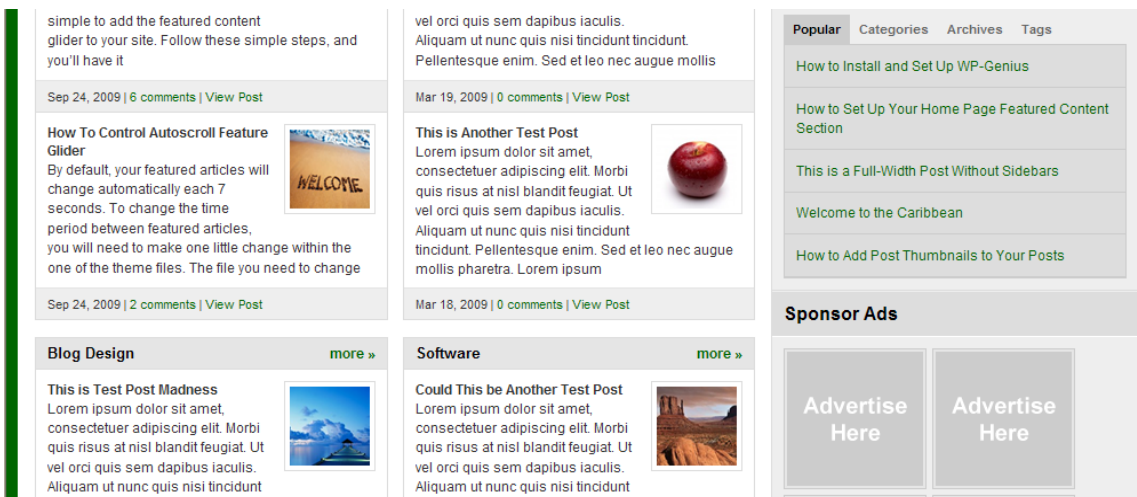 simple to add the featured content
glider to your site. Follow these simple steps, and
you'll have it
Sep 24, 2009 | 6 comments | View Post
How To Control Autoscroll Feature
Glider
By default, your featured articles will
change automatically each 7
seconds. To change the time
period between featured articles,
you will need to make one little change within the
one of the theme files. The file you need to change
WELCOME
Sep 24, 2009 | 2 comments | View Post
vel orci quis sem dapibus iaculis.
Aliquam ut nunc quis nisi tincidunt tincidunt.
Pellentesque enim. Sed et leo nec augue mollis
Mar 19, 2009 | 0 comments | View Post
This is Another Test Post
Lorem ipsum dolor sit amet,
consectetuer adipiscing elit. Morbi
quis risus at nisl blandit feugiat. Ut
vel orci quis sem dapibus iaculis.
Aliquam ut nunc quis nisi tincidunt
tincidunt. Pellentesque enim. Sed et leo nec augue
mollis pharetra. Lorem ipsum
Mar 18, 2009 | 0 comments | View Post
Blog Design more »
This is Test Post Madness
Lorem ipsum dolor sit amet,
consectetuer adipiscing elit. Morbi
quis risus at nisl blandit feugiat. Ut
vel orci quis sem dapibus iaculis.
Aliquam ut nunc quis nisi tincidunt
Software more »
Could This be Another Test Post
Lorem ipsum dolor sit amet,
consectetuer adipiscing elit. Morbi
quis risus at nisl blandit feugiat. Ut
vel orci quis sem dapibus iaculis.
Aliquam ut nunc quis nisi tincidunt
Popular Categories Archives Tags
How to Install and Set Up WP-Genius
How to Set Up Your Home Page Featured Content
Section
This is a Full-Width Post Without Sidebars
Welcome to the Caribbean
How to Add Post Thumbnails to Your Posts
Sponsor Ads
Advertise
Here
Advertise
Here